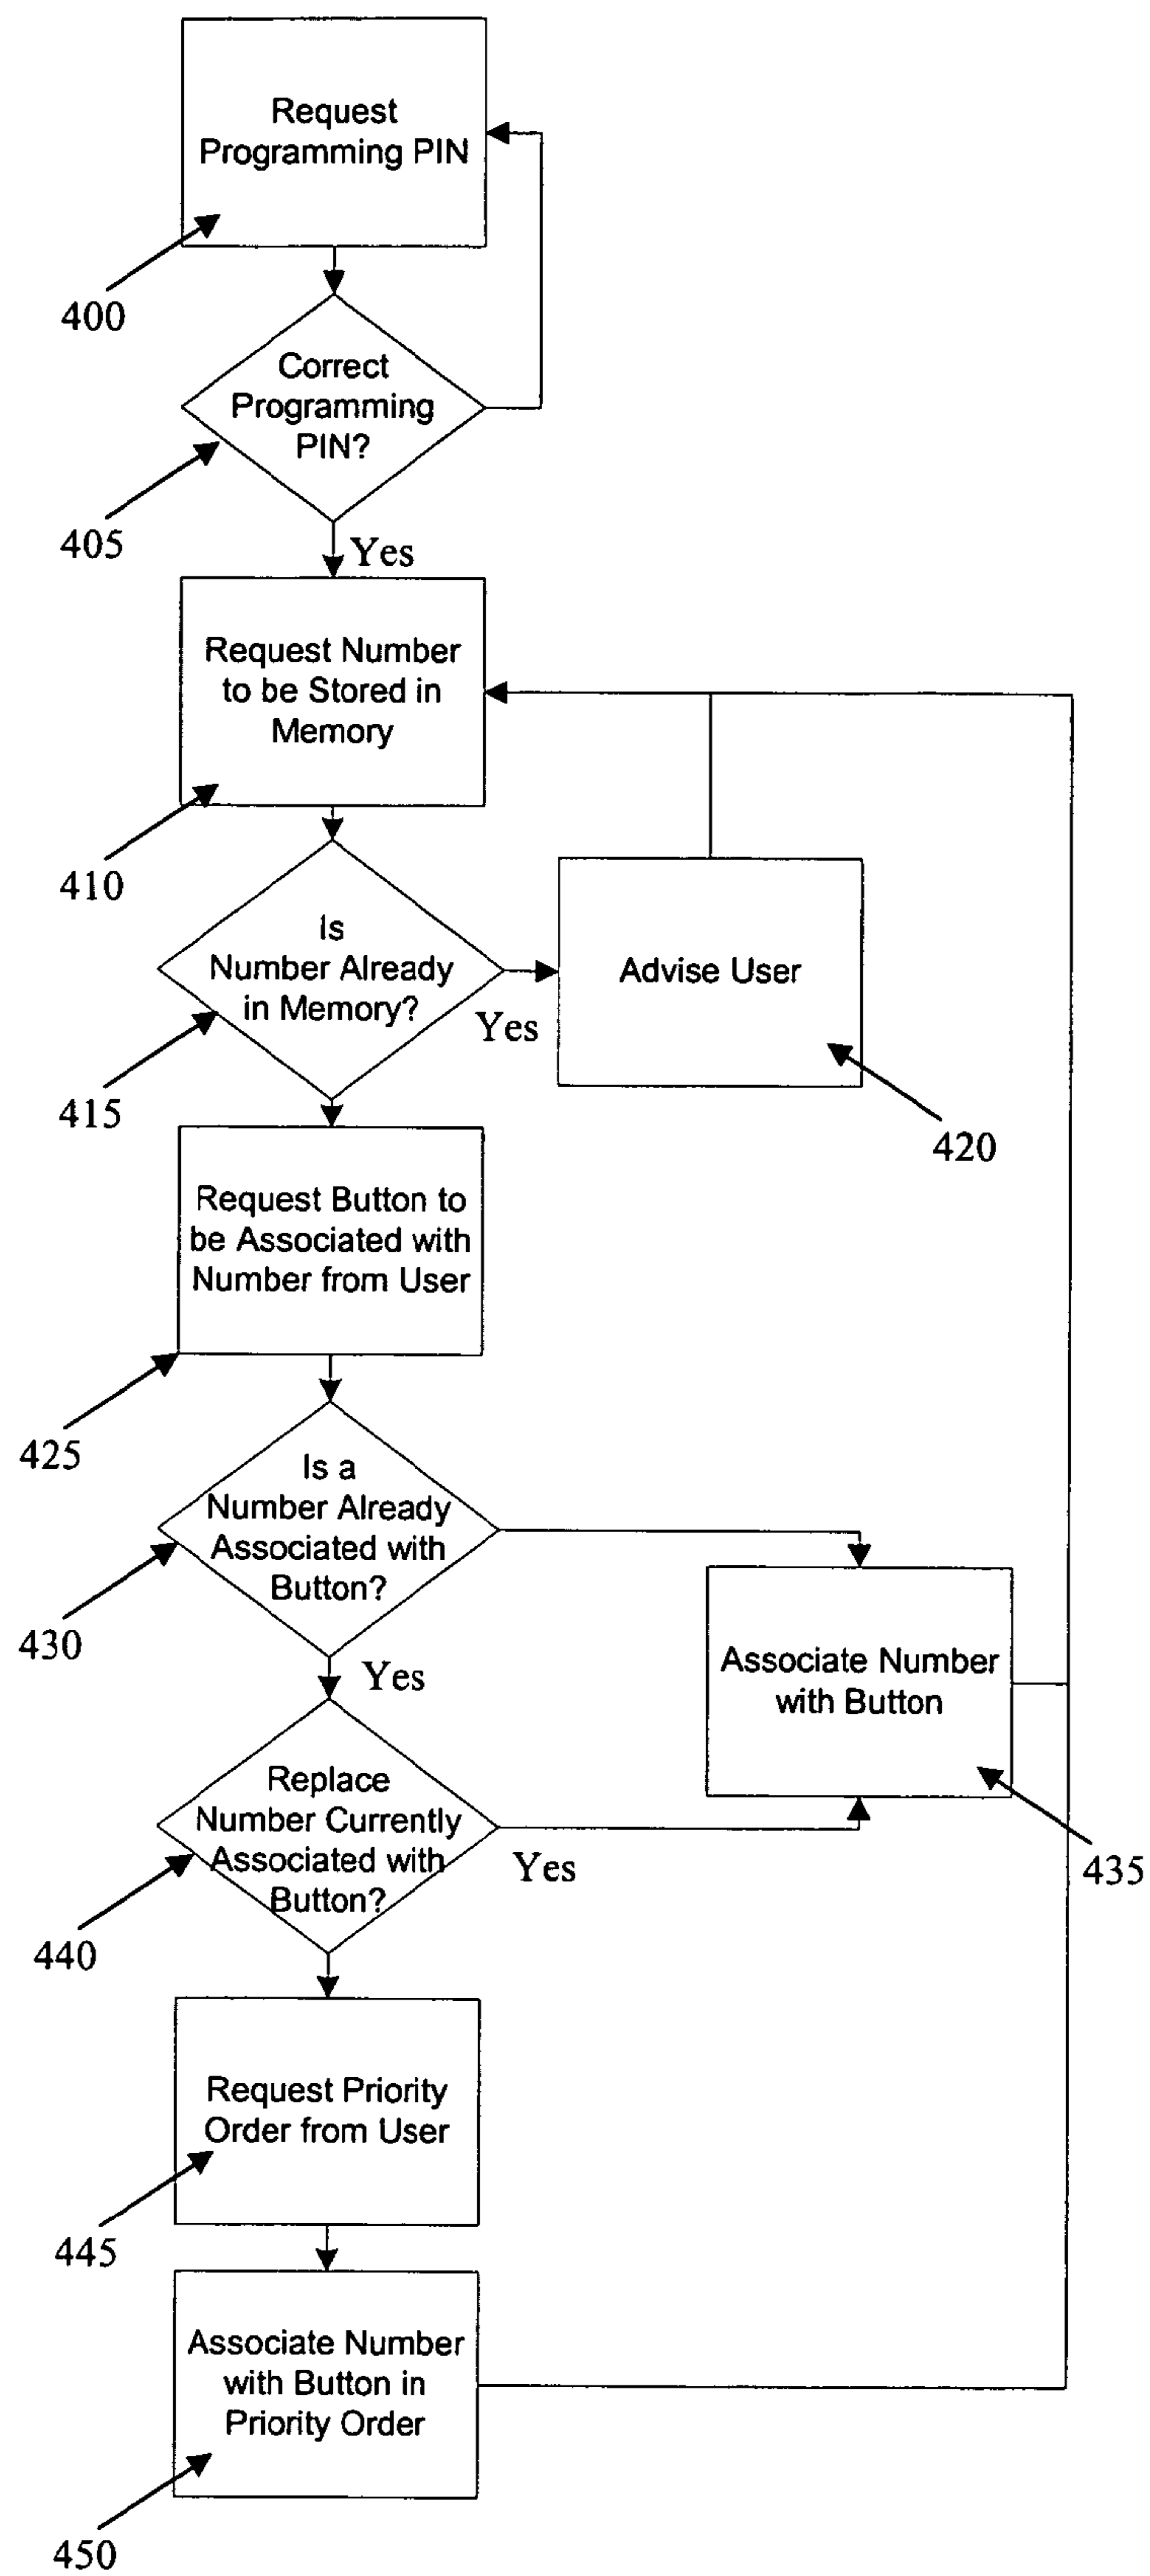 Request
Programming PIN
400
Correct
Programming
PIN?
405
Yes
Request Number
to be Stored in
Memory
410
Is
Number Already
in Memory?
Yes
415
Advise User
420
Request Button to
be Associated with
Number from User
425
Is a
Number Already
Associated with
Button?
430
Yes
Associate Number
with Button
435
Replace
Number Currently
Associated with
Button?
Yes
440
Request Priority
Order from User
445
Associate Number
with Button in
Priority Order
450